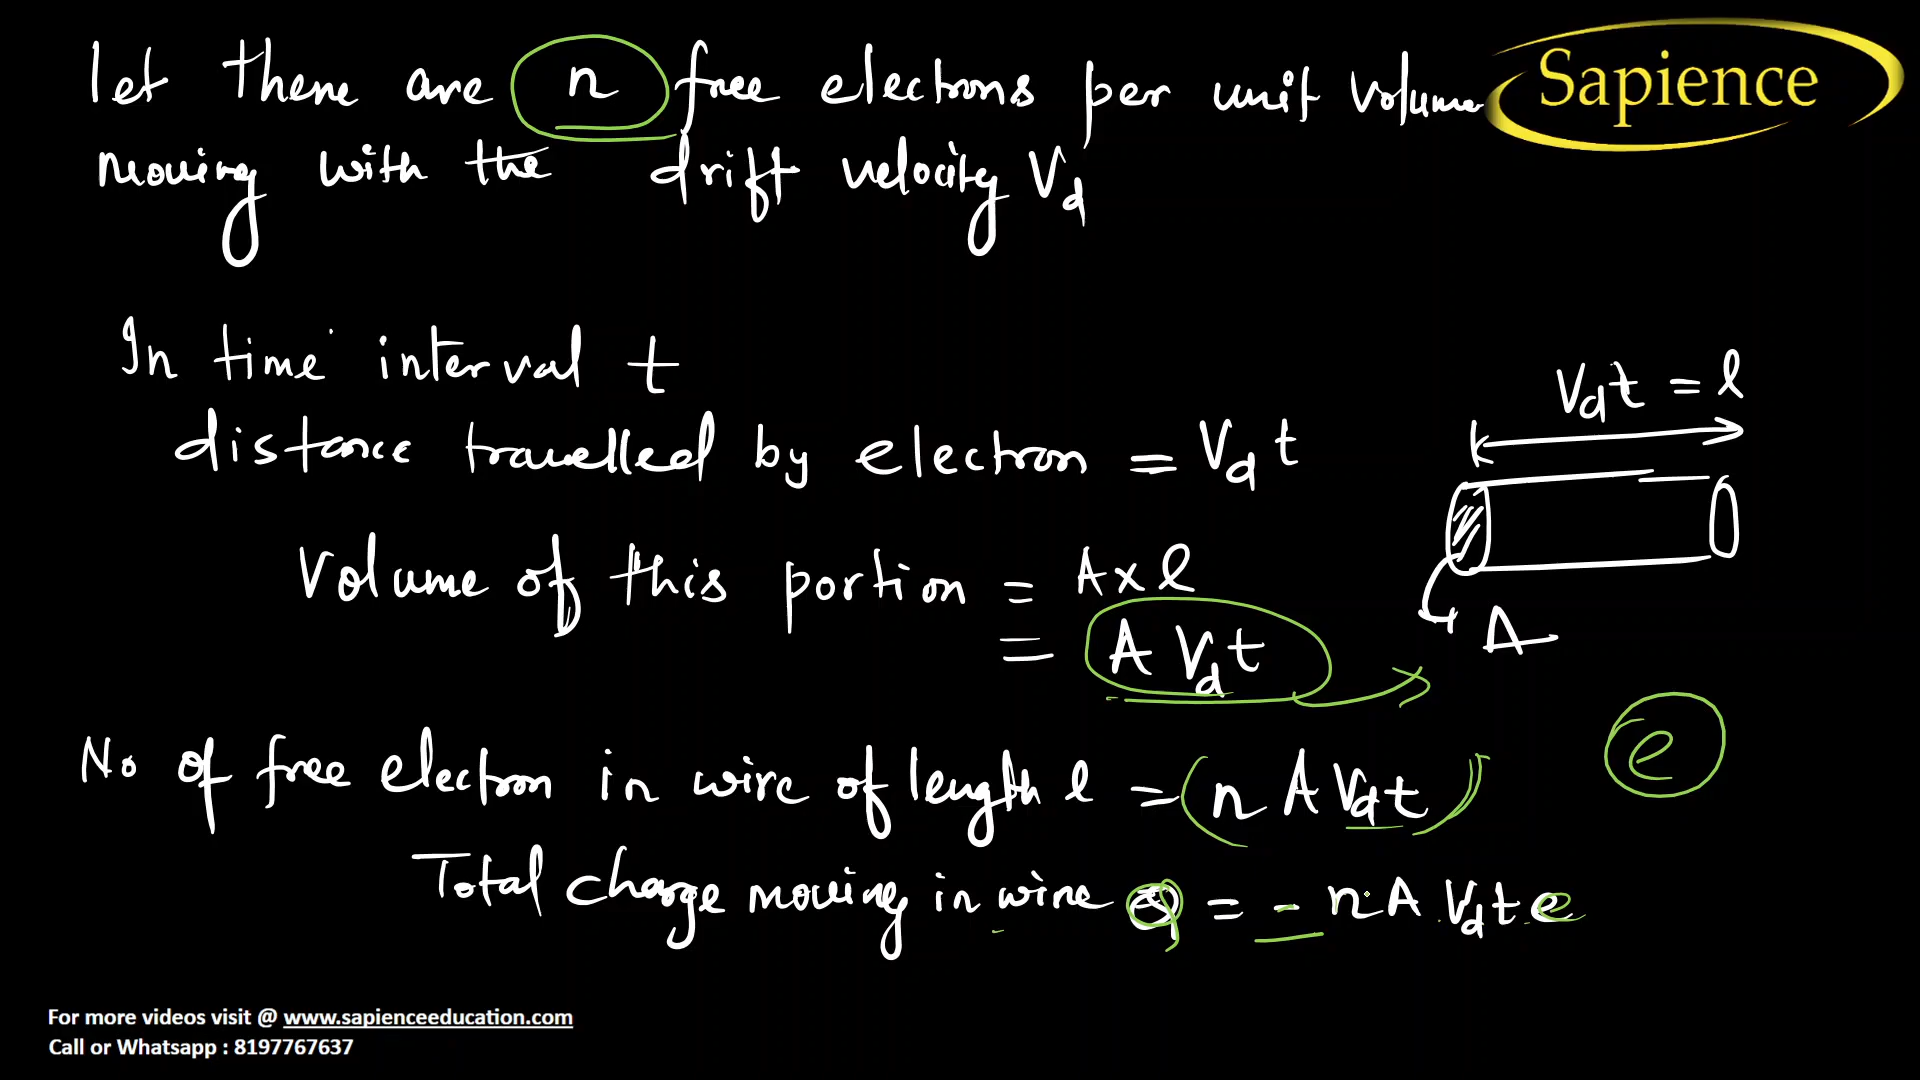 Let there are n free electrons per unit volume
Sapience
moving with the drift velocity Vd
In time interval t
Vdt = l
distance travelled by electron = Vd t
Volume of this portion = A x l
= A Vd t
A
e
No of free electron in wire of length l = (n A Vdt)
Total charge moving in wire Q = - n A Vd t e
For more videos visit @ www.sapienceeducation.com
Call or Whatsapp : 8197767637